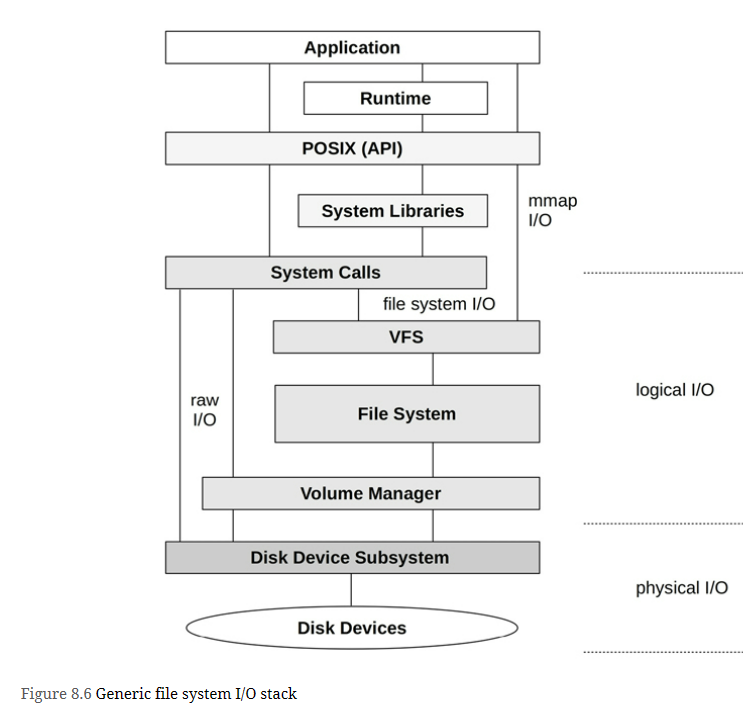 Application
Runtime
POSIX (API)
mmap
I/O
System Libraries
System Calls
file system I/O
VFS
logical I/O
raw
I/O
File System
Volume Manager
Disk Device Subsystem
physical I/O
Disk Devices
Figure 8.6 Generic file system I/O stack